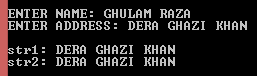 ENTER NAME: GHULAM RAZA
ENTER ADDRESS: DERA GHAZI KHAN
str1: DERA GHAZI KHAN
str2: DERA GHAZI KHAN